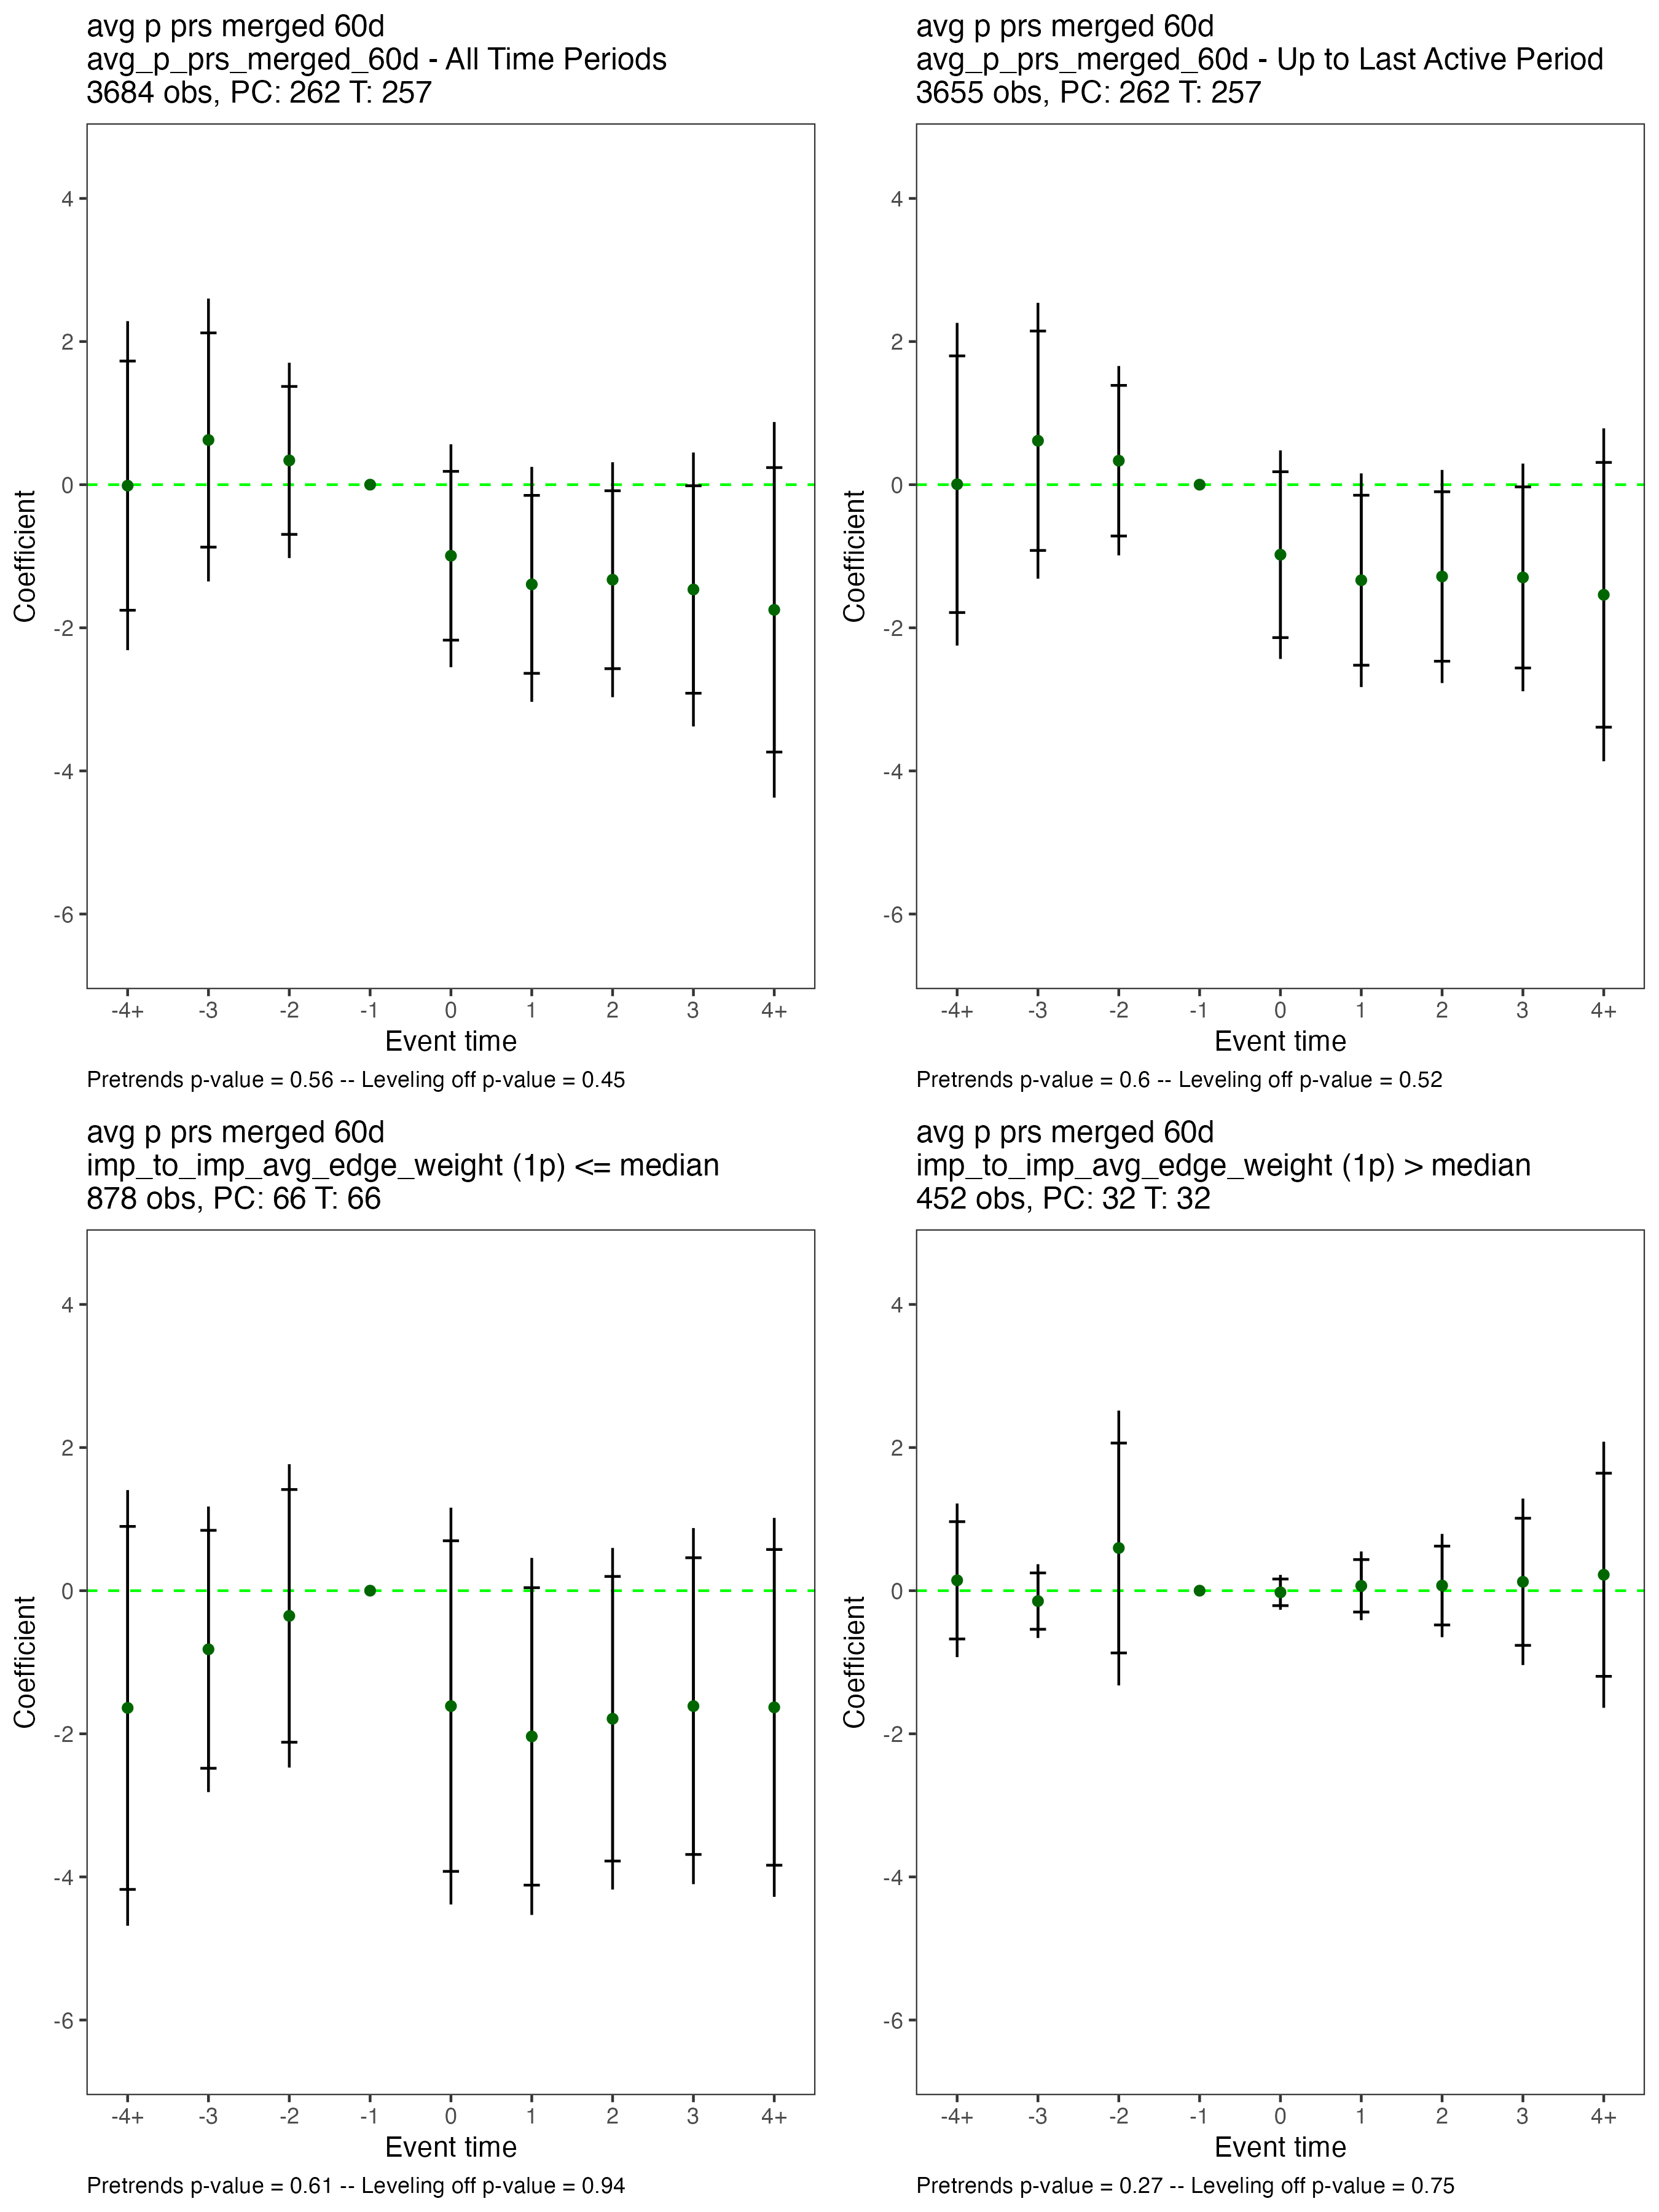 avg p prs merged 60d
avg_p_prs_merged_60d - All Time Periods
3684 obs, PC: 262 T: 257
4
2
0
-2
-4
-6
Coefficient
-4+ -3 -2 -1 0 1 2 3 4+
Event time
Pretrends p-value = 0.56 -- Leveling off p-value = 0.45
avg p prs merged 60d
avg_p_prs_merged_60d - Up to Last Active Period
3655 obs, PC: 262 T: 257
4
2
0
-2
-4
-6
Coefficient
-4+ -3 -2 -1 0 1 2 3 4+
Event time
Pretrends p-value = 0.6 -- Leveling off p-value = 0.52
avg p prs merged 60d
imp_to_imp_avg_edge_weight (1p) <= median
878 obs, PC: 66 T: 66
4
2
0
-2
-4
-6
Coefficient
-4+ -3 -2 -1 0 1 2 3 4+
Event time
Pretrends p-value = 0.61 -- Leveling off p-value = 0.94
avg p prs merged 60d
imp_to_imp_avg_edge_weight (1p) > median
452 obs, PC: 32 T: 32
4
2
0
-2
-4
-6
Coefficient
-4+ -3 -2 -1 0 1 2 3 4+
Event time
Pretrends p-value = 0.27 -- Leveling off p-value = 0.75